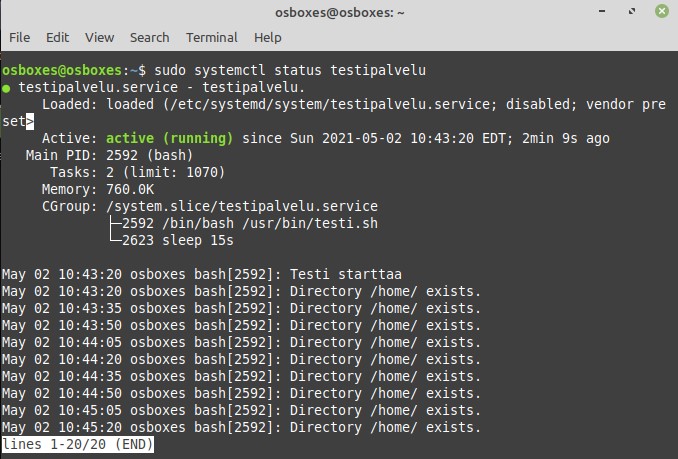 osboxes@osboxes: ~
File Edit View Search Terminal Help
osboxes@osboxes:~$ sudo systemctl status testipalvelu
● testipalvelu.service - testipalvelu.
     Loaded: loaded (/etc/systemd/system/testipalvelu.service; disabled; vendor pre
set>
     Active: active (running) since Sun 2021-05-02 10:43:20 EDT; 2min 9s ago
   Main PID: 2592 (bash)
      Tasks: 2 (limit: 1070)
     Memory: 760.0K
     CGroup: /system.slice/testipalvelu.service
             ├─2592 /bin/bash /usr/bin/testi.sh
             └─2623 sleep 15s
May 02 10:43:20 osboxes bash[2592]: Testi starttaa
May 02 10:43:20 osboxes bash[2592]: Directory /home/ exists.
May 02 10:43:35 osboxes bash[2592]: Directory /home/ exists.
May 02 10:43:50 osboxes bash[2592]: Directory /home/ exists.
May 02 10:44:05 osboxes bash[2592]: Directory /home/ exists.
May 02 10:44:20 osboxes bash[2592]: Directory /home/ exists.
May 02 10:44:35 osboxes bash[2592]: Directory /home/ exists.
May 02 10:44:50 osboxes bash[2592]: Directory /home/ exists.
May 02 10:45:05 osboxes bash[2592]: Directory /home/ exists.
May 02 10:45:20 osboxes bash[2592]: Directory /home/ exists.
lines 1-20/20 (END)